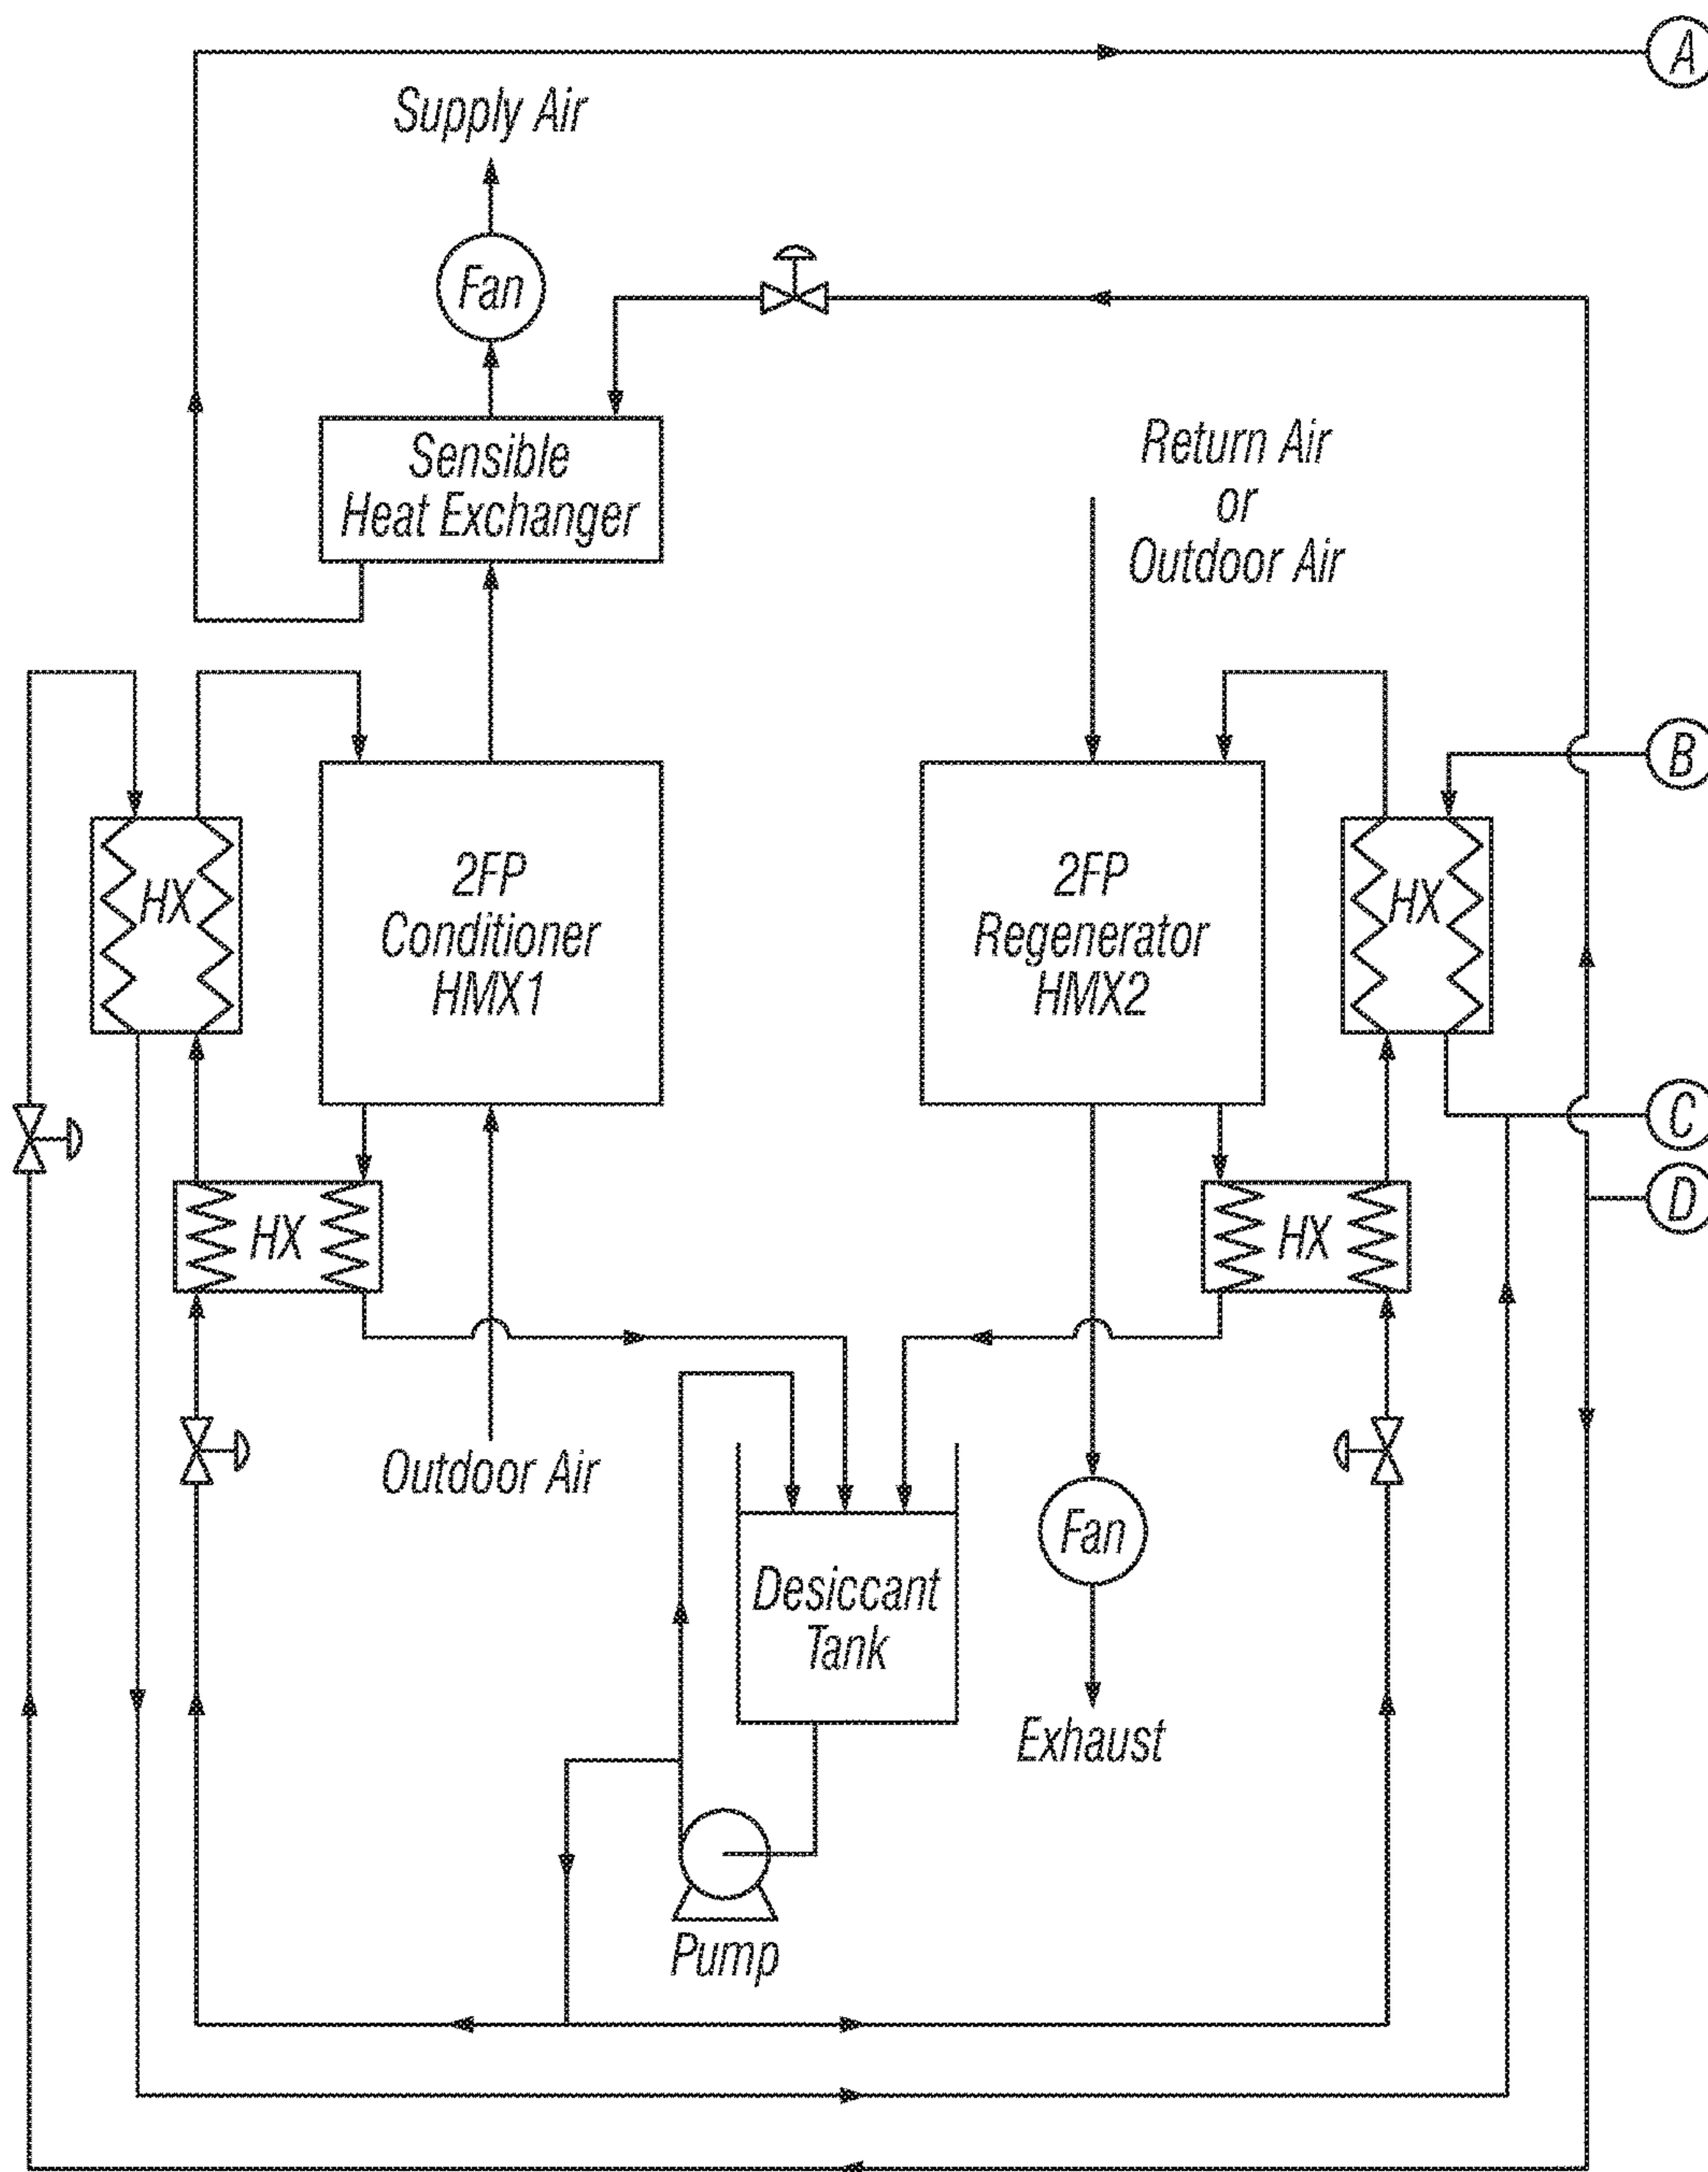 A
Supply Air
Fan
Sensible
Heat Exchanger
Return Air
or
Outdoor Air
B
HX
2FP
Conditioner
HMX1
2FP
Regenerator
HMX2
HX
C
D
HX
HX
Outdoor Air
Fan
Desiccant
Tank
Exhaust
Pump